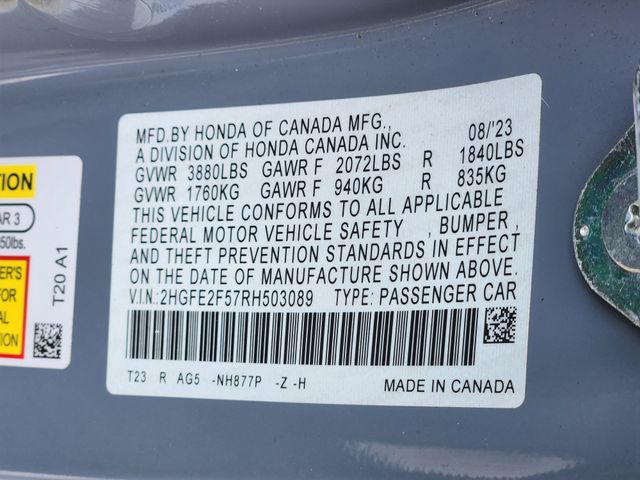 MFD.BY HONDA OF CANADA MFG., 08/'23
A DIVISION OF HONDA CANADA INC.
GVWR 3880LBS GAWR F 2072LBS R 1840LBS
GVWR 1760KG GAWR F 940KG R 835KG
THIS VEHICLE CONFORMS TO ALL APPLICABLE
FEDERAL MOTOR VEHICLE SAFETY , BUMPER ,
AND THEFT PREVENTION STANDARDS IN EFFECT
ON THE DATE OF MANUFACTURE SHOWN ABOVE.
V.I.N.:2HGFE2F57RH503089 TYPE: PASSENGER CAR
T23 R AG5 -NH877P -Z -H
MADE IN CANADA
T20 A1